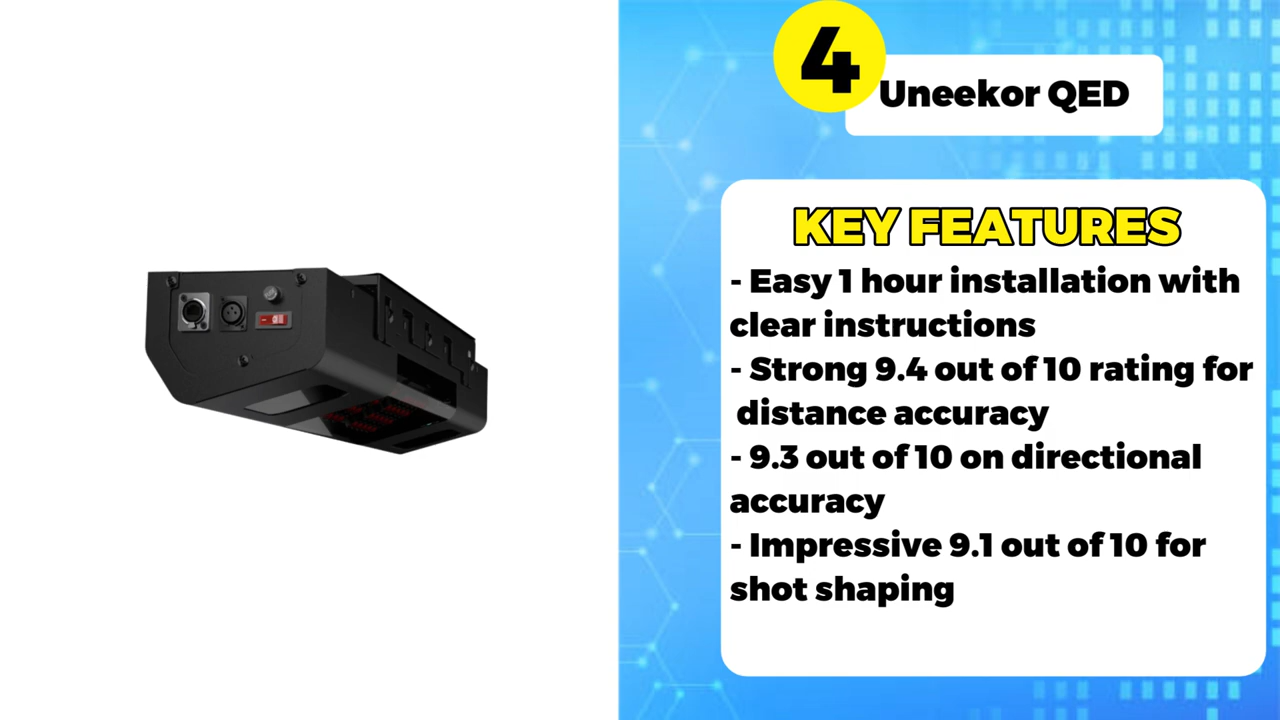 4
Uneekor QED
KEY FEATURES
- Easy 1 hour installation with
clear instructions
- Strong 9.4 out of 10 rating for
distance accuracy
- 9.3 out of 10 on directional
accuracy
- Impressive 9.1 out of 10 for
shot shaping